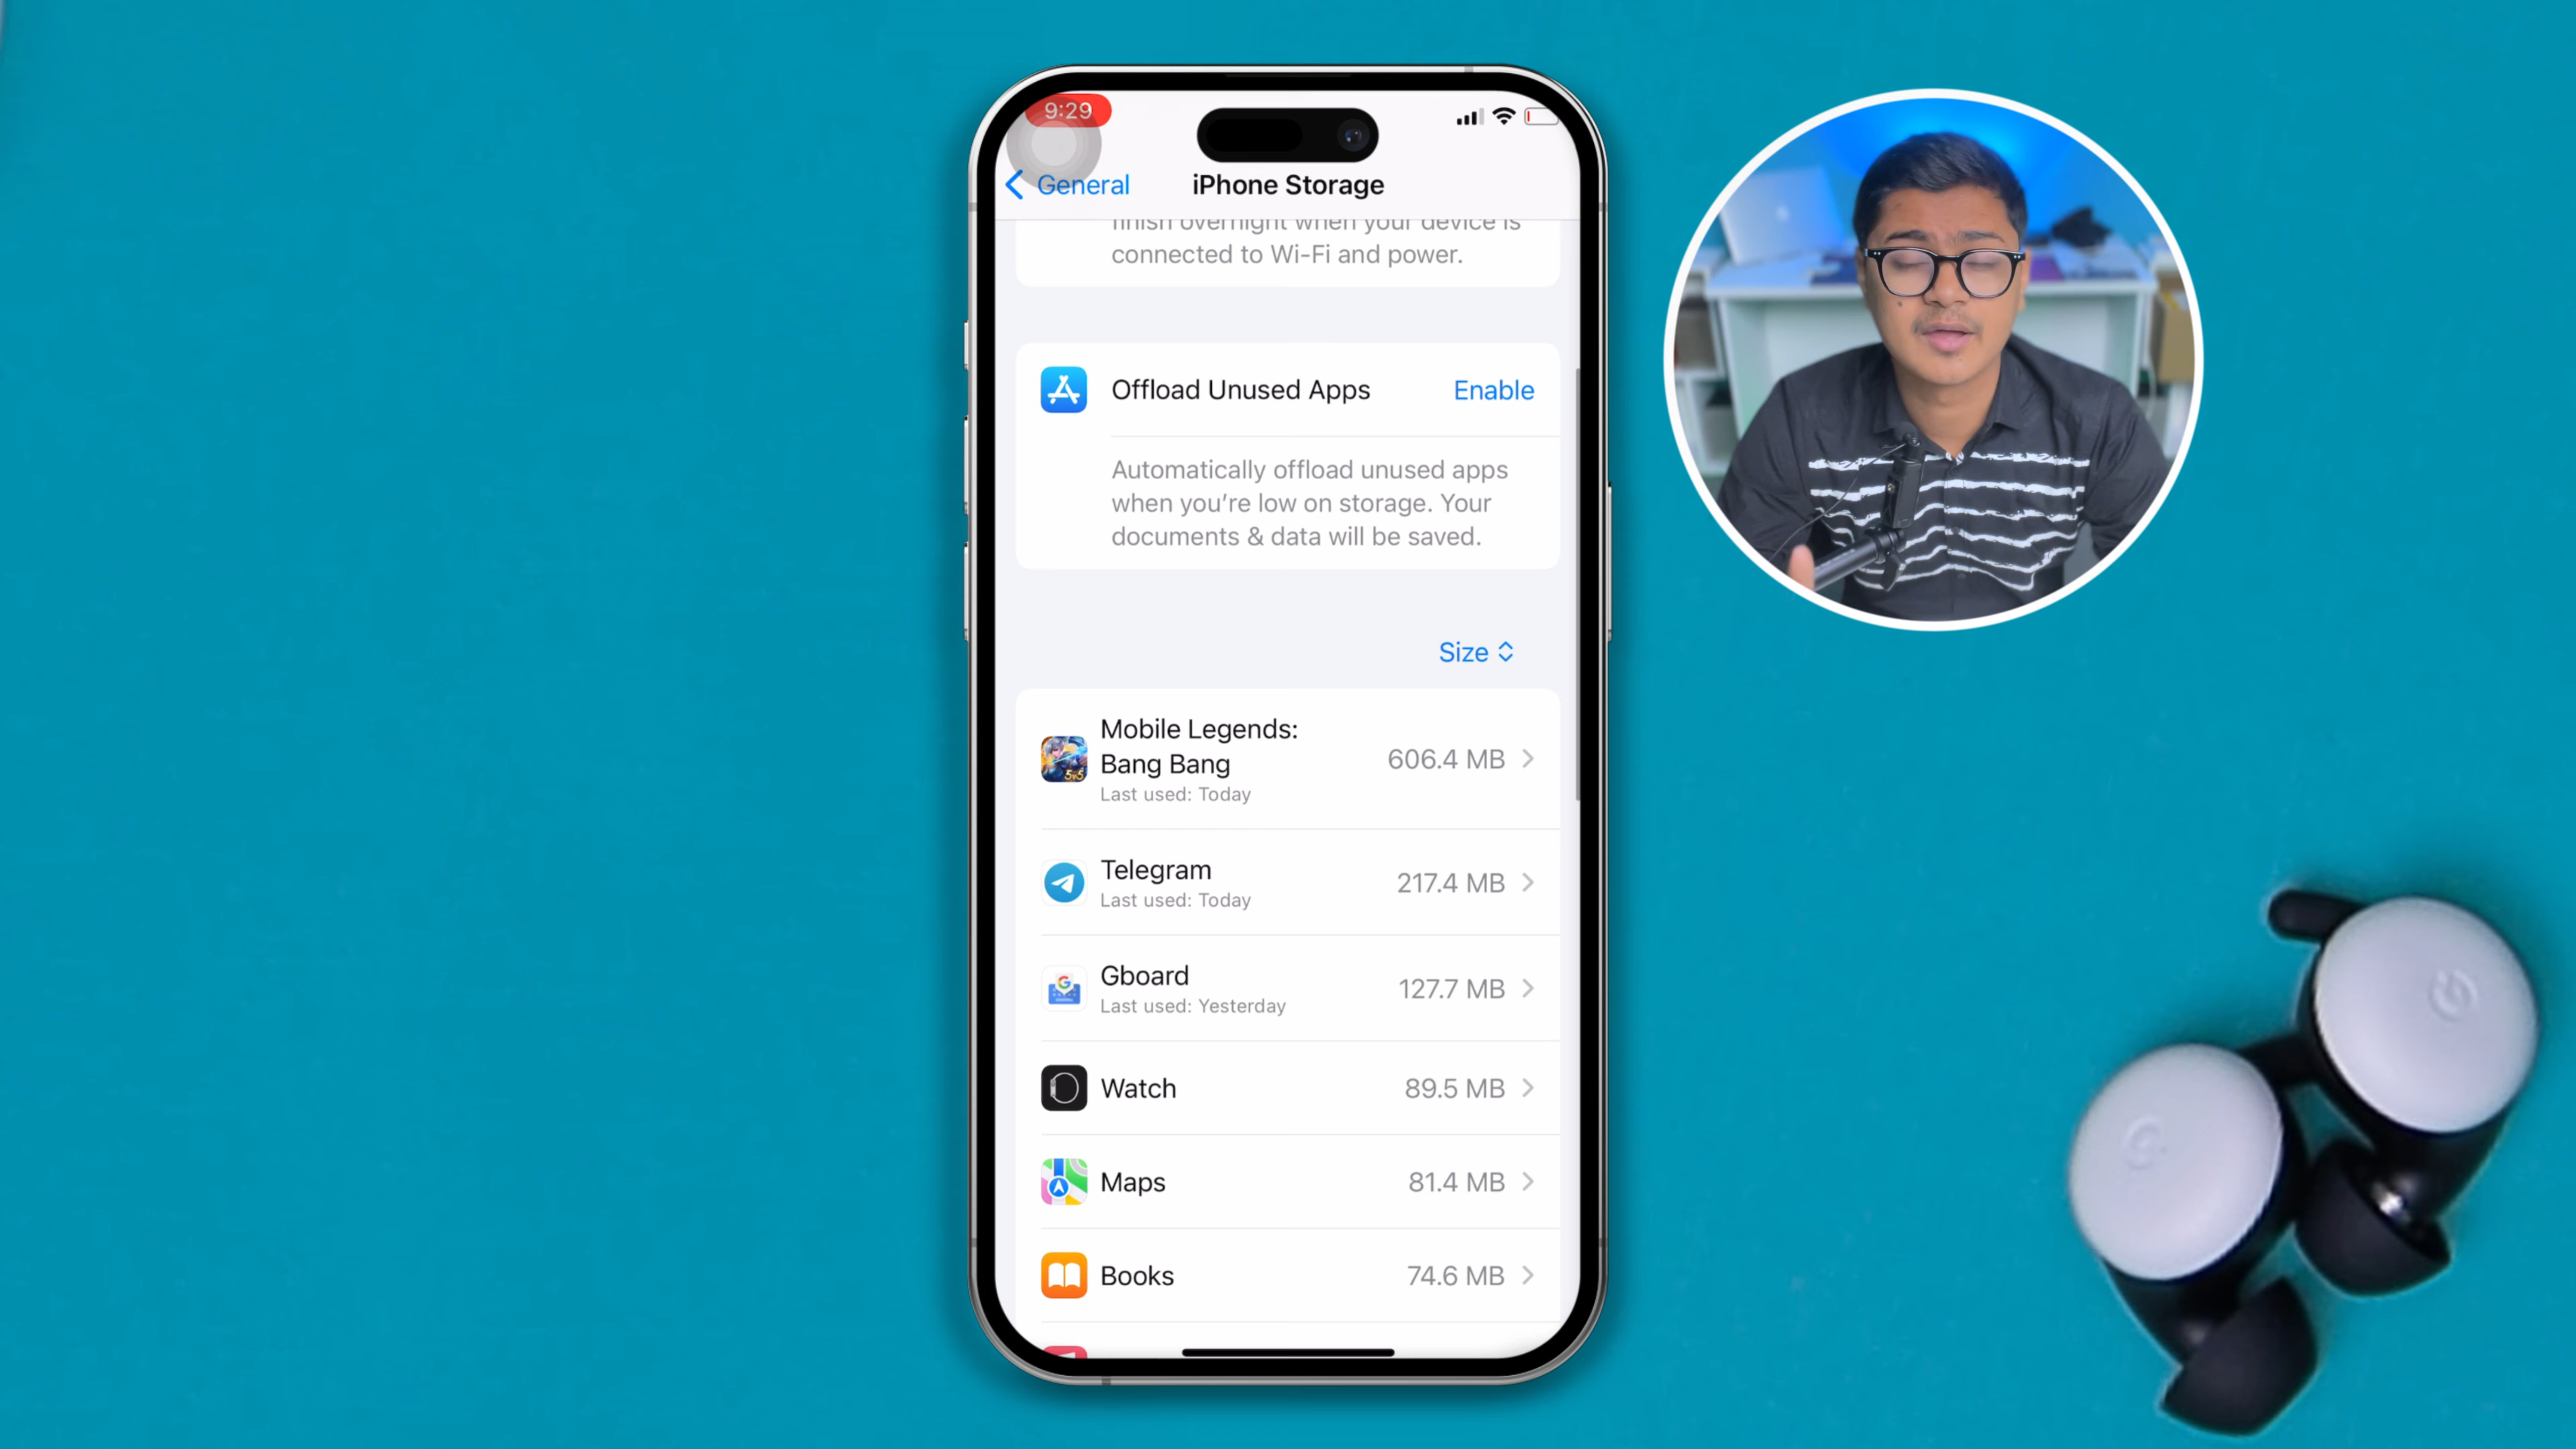 9:29
General
iPhone Storage
finish overnight when your device is
connected to Wi-Fi and power.
Offload Unused Apps
Enable
Automatically offload unused apps
when you're low on storage. Your
documents & data will be saved.
Size
Mobile Legends:
Bang Bang
606.4 MB
Last used: Today
5v5
Telegram
217.4 MB
Last used: Today
Gboard
127.7 MB
Last used: Yesterday
G
Watch
89.5 MB
Maps
81.4 MB
Books
74.6 MB